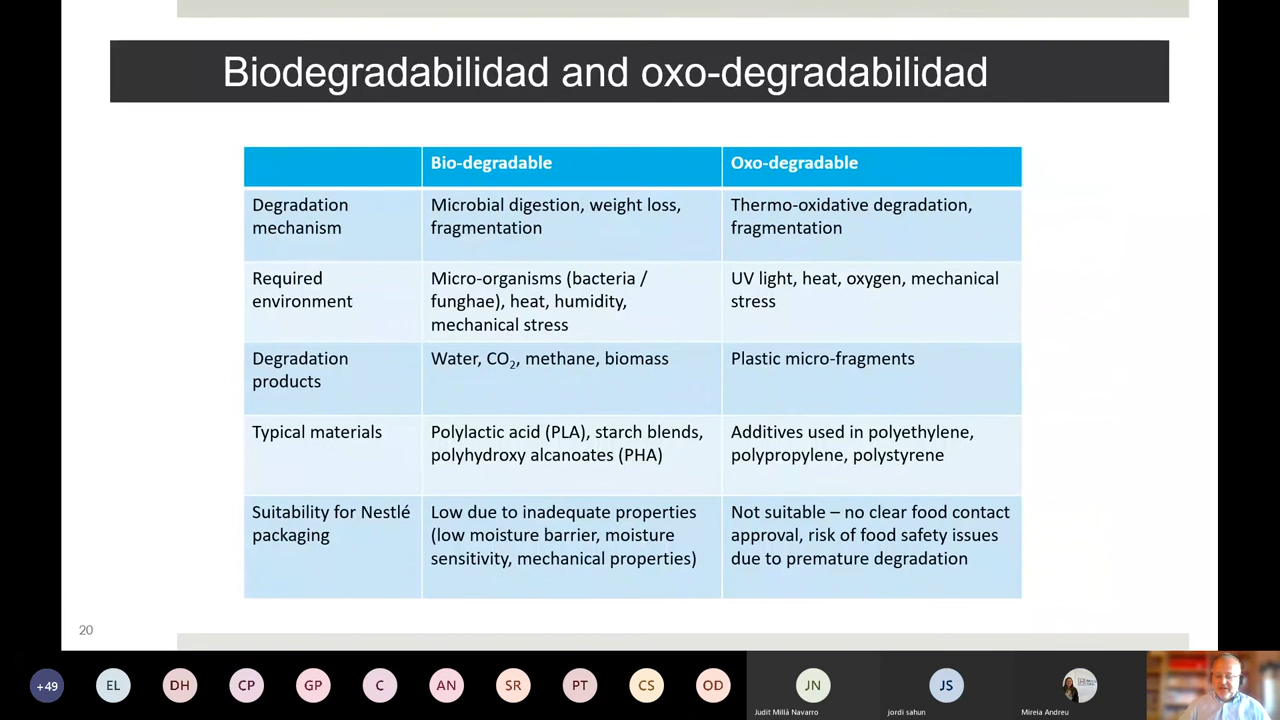 Biodegradabilidad and oxo-degradabilidad
Bio-degradable
Oxo-degradable
Degradation
mechanism
Microbial digestion, weight loss,
fragmentation
Thermo-oxidative degradation,
fragmentation
Required
environment
Micro-organisms (bacteria /
funghae), heat, humidity,
mechanical stress
UV light, heat, oxygen, mechanical
stress
Degradation
products
Water, CO2, methane, biomass
Plastic micro-fragments
Typical materials
Polylactic acid (PLA), starch blends,
polyhydroxy alcanoates (PHA)
Additives used in polyethylene,
polypropylene, polystyrene
Suitability for Nestlé
packaging
Low due to inadequate properties
(low moisture barrier, moisture
sensitivity, mechanical properties)
Not suitable – no clear food contact
approval, risk of food safety issues
due to premature degradation
20
+49
EL
DH
CP
GP
C
AN
SR
PT
CS
OD
JN
JS
Judit Millá Navarro
jordi sahun
Mireia Andreu